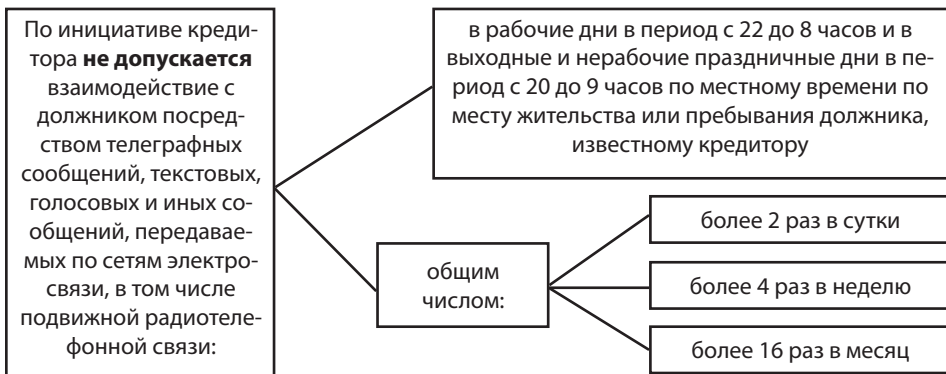 По инициативе креди-
тора не допускается
взаимодействие с
должником посред-
ством телеграфных
сообщений, текстовых,
голосовых и иных со-
общений, передавае-
мых по сетям электро-
связи, в том числе
подвижной радиотеле-
фонной связи:
в рабочие дни в период с 22 до 8 часов и в
выходные и нерабочие праздничные дни в пе-
риод с 20 до 9 часов по местному времени по
месту жительства или пребывания должника,
известному кредитору
общим
числом:
более 2 раз в сутки
более 4 раз в неделю
более 16 раз в месяц